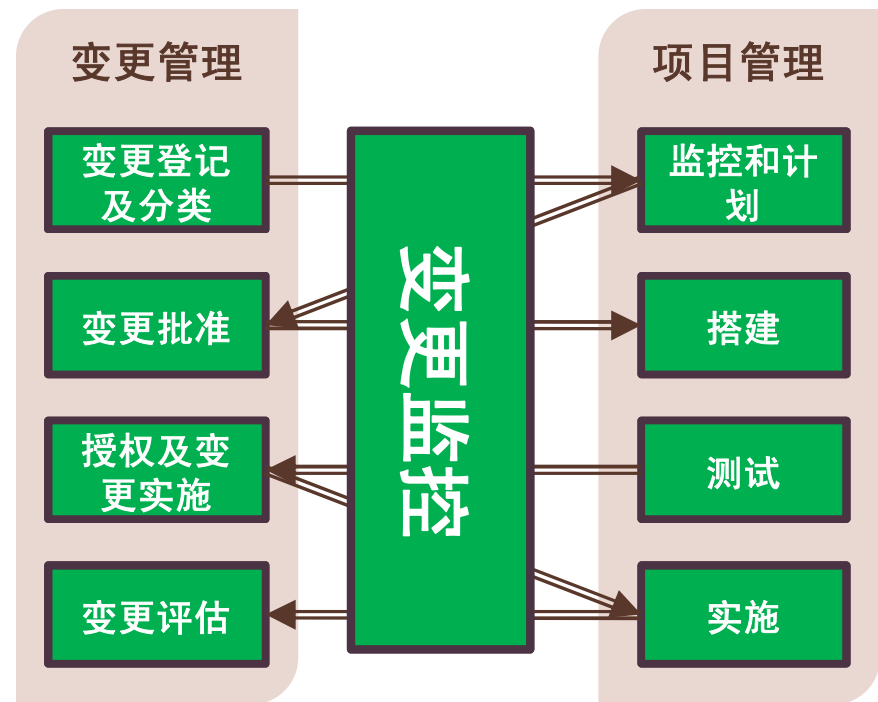 变更管理
变更登记
及分类
变更批准
授权及变
更实施
变更评估
变更监控
项目管理
监控和计
划
搭建
测试
实施